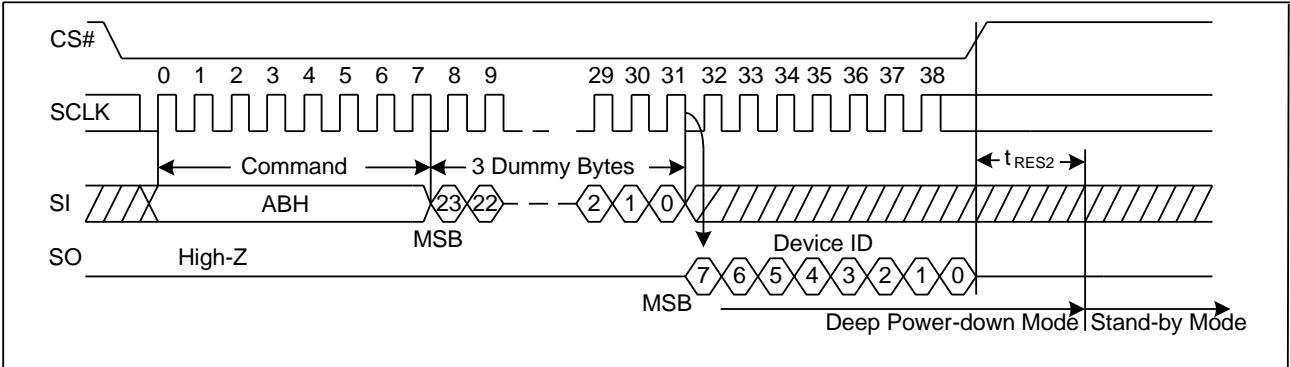 CS#
0 1 2 3 4 5 6 7 8 9 29 30 31 32 33 34 35 36 37 38
SCLK
Command 3 Dummy Bytes tRES2
SI ABH 23 22 2 1 0
MSB Device ID
SO High-Z
7 6 5 4 3 2 1 0
MSB
Deep Power-down Mode Stand-by Mode